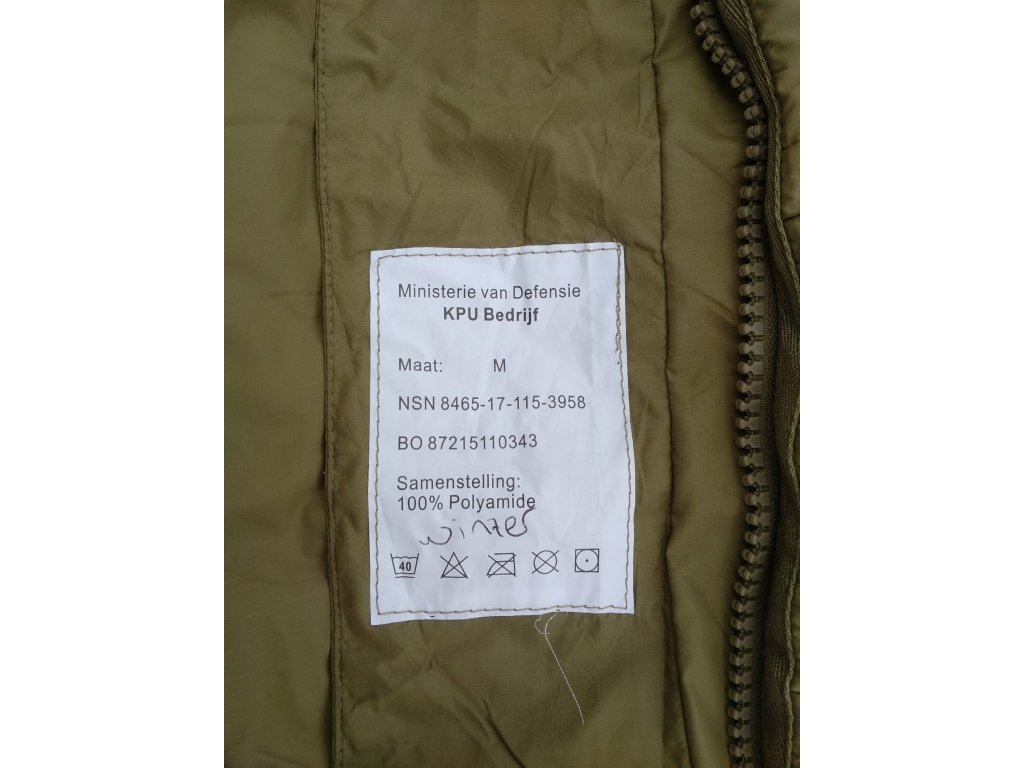 Ministerie van Defensie
KPU Bedrijf
Maat: M
NSN 8465-17-115-3958
BO 87215110343
Samenstelling:
100% Polyamide
winter
40